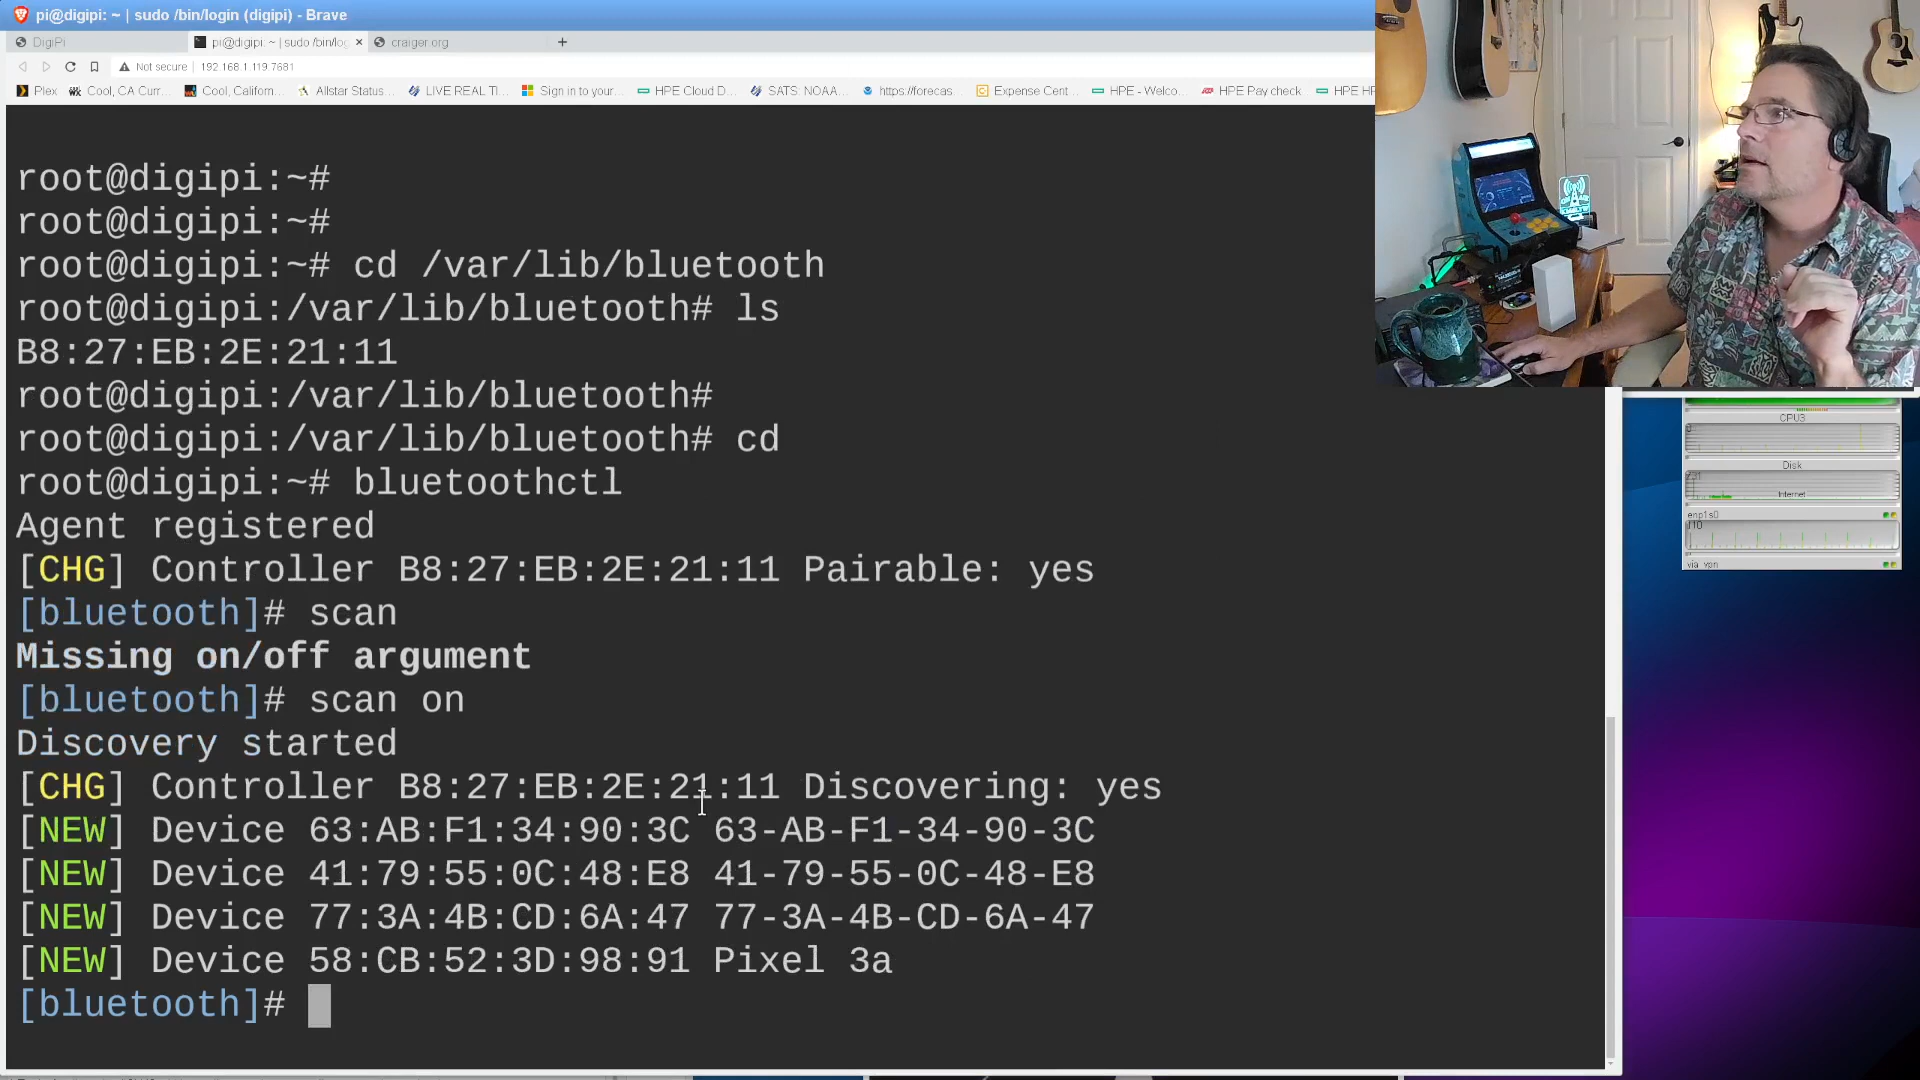 pi@digipi: ~ | sudo /bin/login (digipi) - Brave
DigiPi
pi@digipi: ~ | sudo /bin/lo
craiger org
Not secure 192.168.1.119:7681
Plex
Cool, CA Curr...
Cool, Californ...
Allstar Status...
LIVE REAL TI...
Sign in to your...
HPE Cloud D...
SATS: NOAA...
https://forecas...
Expense Cent...
HPE - Welco...
HPE Pay check
root@digipi:~#
root@digipi:~#
root@digipi:~# cd /var/lib/bluetooth
root@digipi:/var/lib/bluetooth# ls
B8:27:EB:2E:21:11
root@digipi:/var/lib/bluetooth#
root@digipi:/var/lib/bluetooth# cd
root@digipi:~# bluetoothctl
Agent registered
[CHG] Controller B8:27:EB:2E:21:11 Pairable: yes
[bluetooth]# scan
Missing on/off argument
[bluetooth]# scan on
Discovery started
[CHG] Controller B8:27:EB:2E:21:11 Discovering: yes
[NEW] Device 63:AB:F1:34:90:3C 63-AB-F1-34-90-3C
[NEW] Device 41:79:55:0C:48:E8 41-79-55-0C-48-E8
[NEW] Device 77:3A:4B:CD:6A:47 77-3A-4B-CD-6A-47
[NEW] Device 58:CB:52:3D:98:91 Pixel 3a
[bluetooth]#
CPU3
Disk
Internet
enp1s0
via vpn